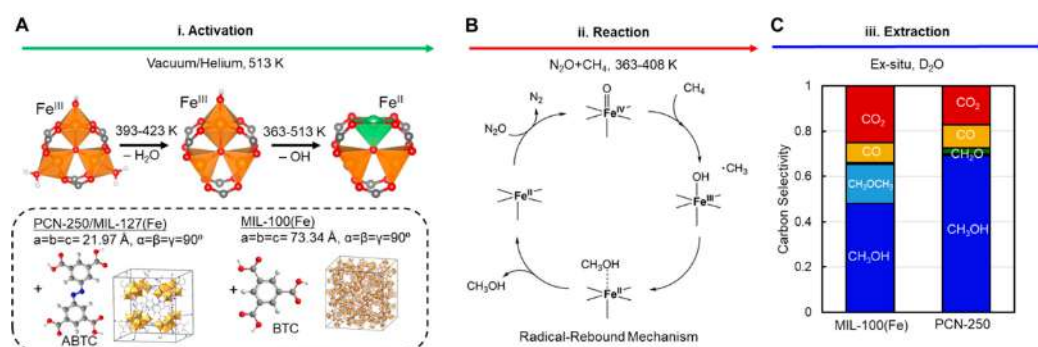 A
i. Activation
Vacuum/Helium, 513 K
Fe^III
393-423 K
– H₂O
Fe^III
363-513 K
– OH
Fe^II
PCN-250/MIL-127(Fe)
a=b=c= 21.97 Å, α=β=γ=90º
+
ABTC
MIL-100(Fe)
a=b=c= 73.34 Å, α=β=γ=90º
+
BTC
B
ii. Reaction
N₂O+CH₄, 363-408 K
N₂
N₂O
O
Fe^IV
CH₄
·CH₃
OH
Fe^III
CH₃OH
Fe^II
CH₃OH
Fe^II
Radical-Rebound Mechanism
C
iii. Extraction
Ex-situ, D₂O
Carbon Selectivity
1
0.8
0.6
0.4
0.2
0
CO₂
CO
CH₃OCH₃
CH₃OH
CO₂
CO
CH₂O
CH₃OH
MIL-100(Fe)
PCN-250